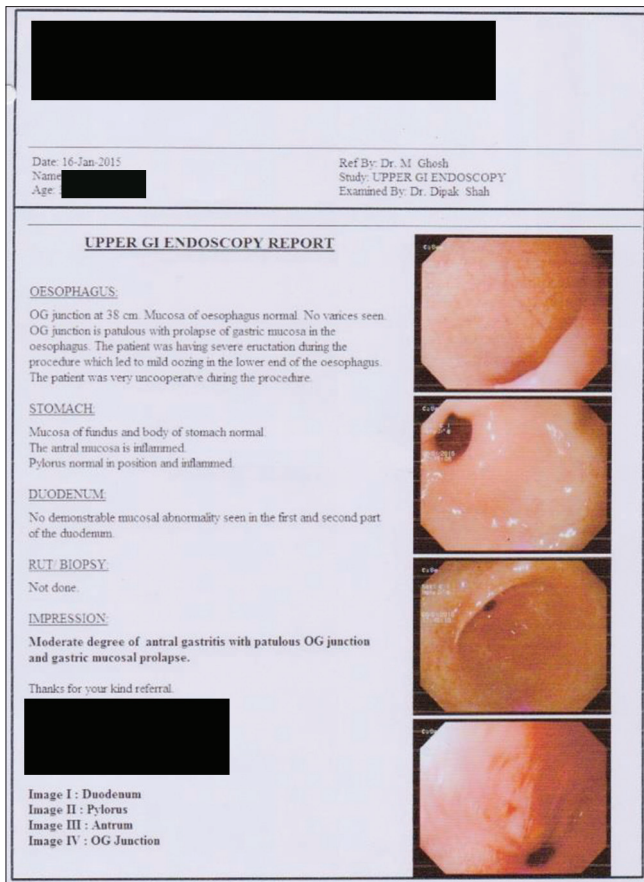 Date: 16-Jan-2015
Name
Age:
Ref By: Dr. M Ghosh
Study: UPPER GI ENDOSCOPY
Examined By: Dr. Dipak Shah
UPPER GI ENDOSCOPY REPORT
OESOPHAGUS:
OG junction at 38 cm. Mucosa of oesophagus normal. No varices seen.
OG junction is patulous with prolapse of gastric mucosa in the
oesophagus. The patient was having severe eructation during the
procedure which led to mild oozing in the lower end of the oesophagus.
The patient was very uncooperatve during the procedure.
STOMACH:
Mucosa of fundus and body of stomach normal.
The antral mucosa is inflamed.
Pylorus normal in position and inflamed.
DUODENUM:
No demonstrable mucosal abnormality seen in the first and second part
of the duodenum.
RUT BIOPSY:
Not done.
IMPRESSION:
Moderate degree of antral gastritis with patulous OG junction
and gastric mucosal prolapse.
Thanks for your kind referral.
Image I : Duodenum
Image II : Pylorus
Image III : Antrum
Image IV : OG Junction